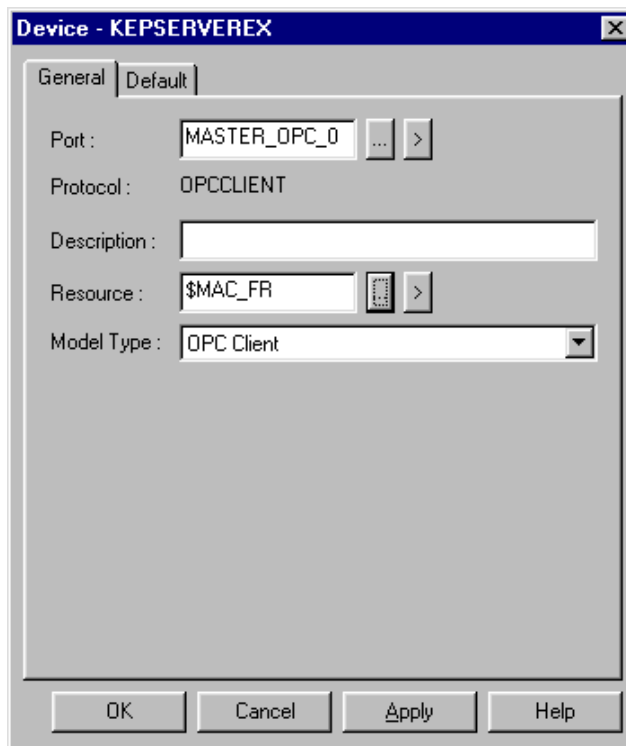 Device - KEPSERVEREX
General Default
Port : MASTER_OPC_0 ... >
Protocol : OPCCLIENT
Description :
Resource : $MAC_FR ... >
Model Type : OPC Client
OK Cancel Apply Help